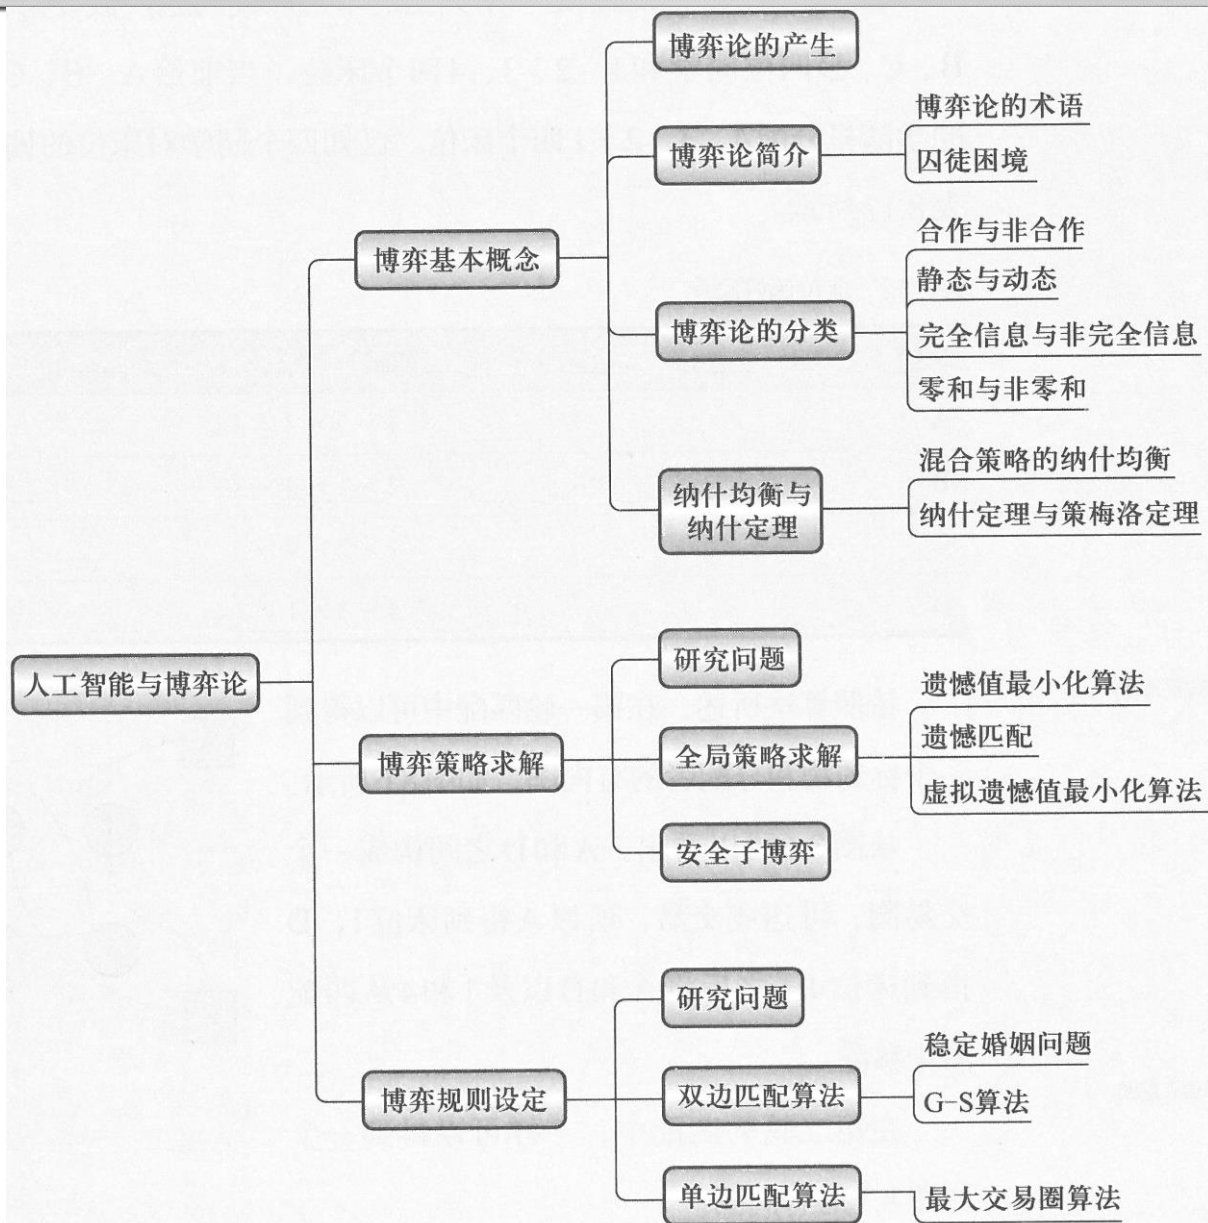 博弈论的产生
博弈论的术语
博弈论简介
囚徒困境
合作与非合作
博弈基本概念
静态与动态
博弈论的分类
完全信息与非完全信息
零和与非零和
混合策略的纳什均衡
纳什均衡与
纳什定理
纳什定理与策梅洛定理
研究问题
人工智能与博弈论
遗憾值最小化算法
博弈策略求解
全局策略求解
遗憾匹配
虚拟遗憾值最小化算法
安全子博弈
研究问题
稳定婚姻问题
博弈规则设定
双边匹配算法
G-S算法
单边匹配算法
最大交易圈算法